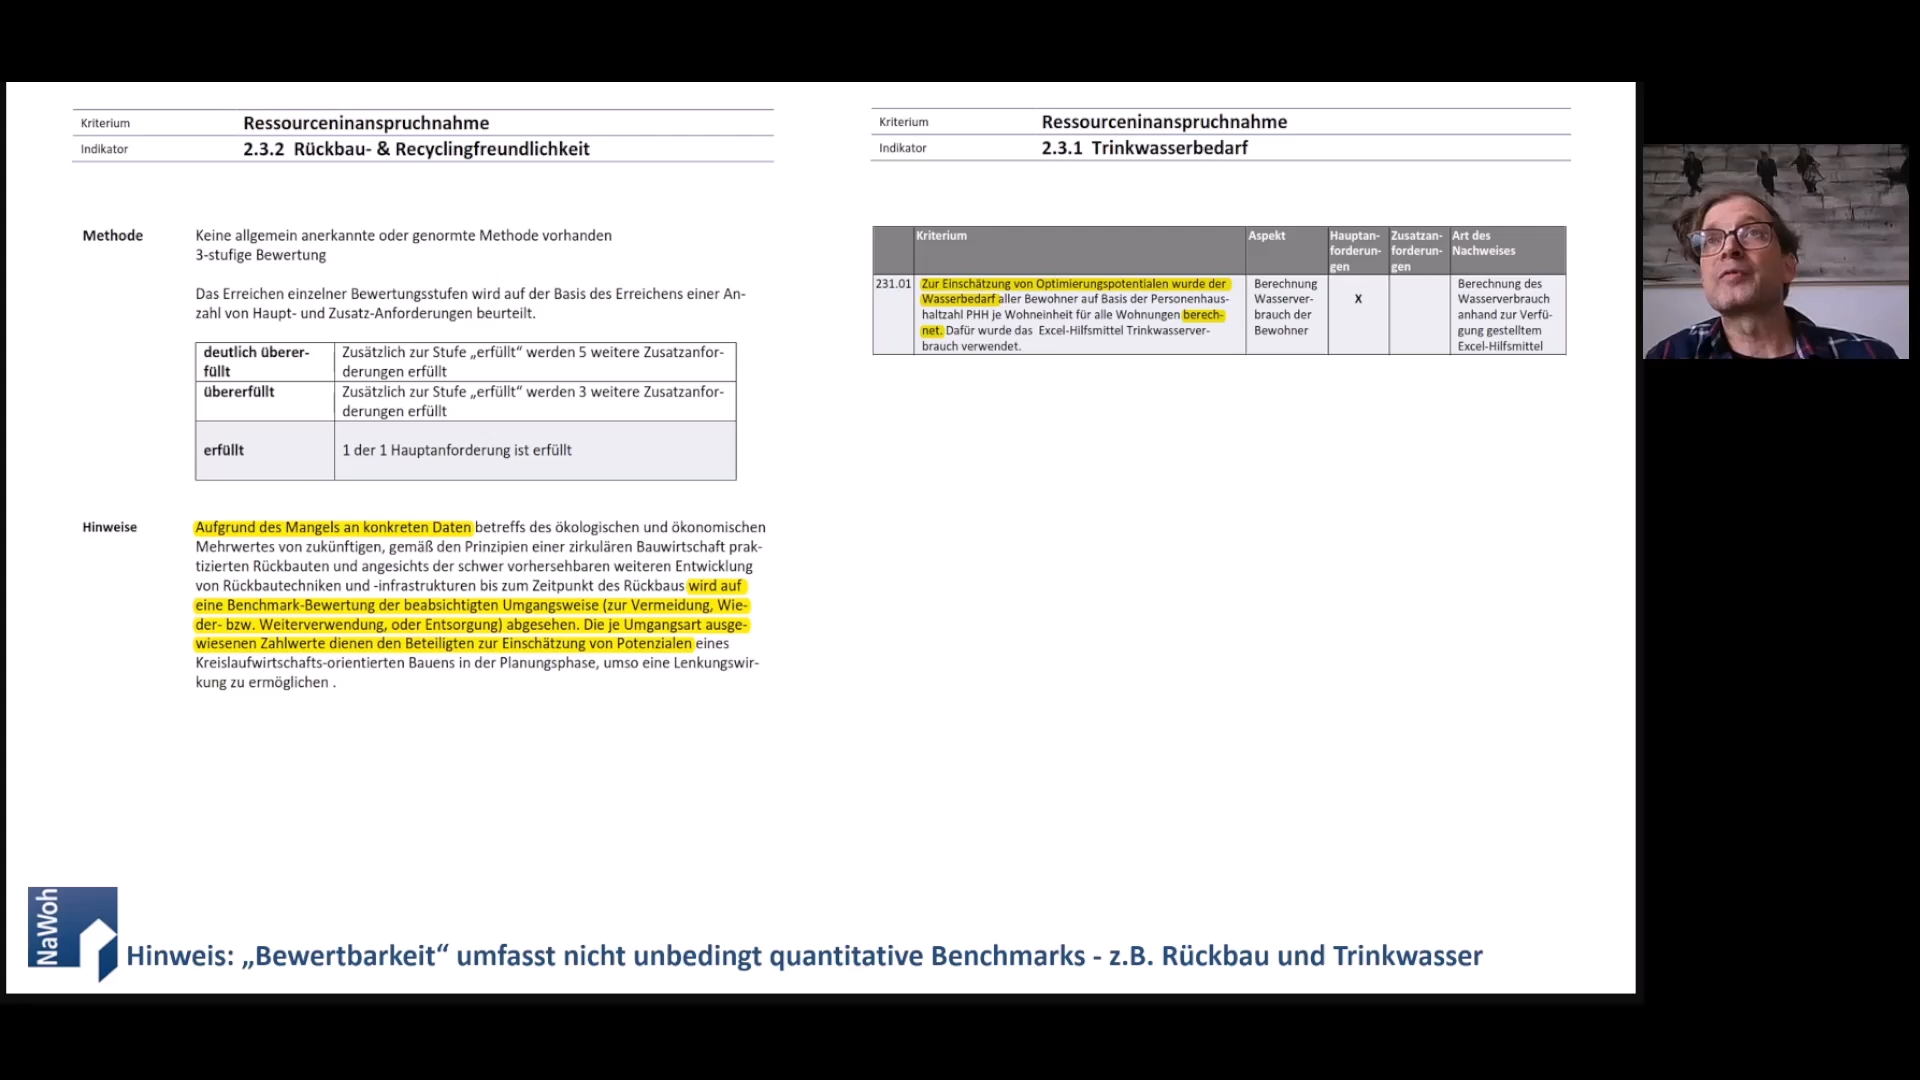 Kriterium Ressourceninanspruchnahme
Indikator 2.3.2 Rückbau- & Recyclingfreundlichkeit
Methode Keine allgemein anerkannte oder genormte Methode vorhanden
3-stufige Bewertung
Das Erreichen einzelner Bewertungsstufen wird auf der Basis des Erreichens einer An-
zahl von Haupt- und Zusatz-Anforderungen beurteilt.
deutlich überer-
füllt
Zusätzlich zur Stufe „erfüllt“ werden 5 weitere Zusatzanfor-
derungen erfüllt
übererfüllt
Zusätzlich zur Stufe „erfüllt“ werden 3 weitere Zusatzanfor-
derungen erfüllt
erfüllt
1 der 1 Hauptanforderung ist erfüllt
Hinweise Aufgrund des Mangels an konkreten Daten betreffs des ökologischen und ökonomischen
Mehrwertes von zukünftigen, gemäß den Prinzipien einer zirkulären Bauwirtschaft prak-
tizierten Rückbauten und angesichts der schwer vorhersehbaren weiteren Entwicklung
von Rückbautechniken und -infrastrukturen bis zum Zeitpunkt des Rückbaus wird auf
eine Benchmark-Bewertung der beabsichtigten Umgangsweise (zur Vermeidung, Wie-
der- bzw. Weiterverwendung, oder Entsorgung) abgesehen. Die je Umgangsart ausge-
wiesenen Zahlwerte dienen den Beteiligten zur Einschätzung von Potenzialen eines
Kreislaufwirtschafts-orientierten Bauens in der Planungsphase, umso eine Lenkungswir-
kung zu ermöglichen .
Kriterium Ressourceninanspruchnahme
Indikator 2.3.1 Trinkwasserbedarf
Kriterium
Aspekt
Hauptan-
forderun-
gen
Zusatzan-
forderun-
gen
Art des
Nachweises
231.01
Zur Einschätzung von Optimierungspotentialen wurde der
Wasserbedarf aller Bewohner auf Basis der Personenhaus-
haltzahl PHH je Wohneinheit für alle Wohnungen berech-
net. Dafür wurde das Excel-Hilfsmittel Trinkwasserver-
brauch verwendet.
Berechnung
Wasserver-
brauch der
Bewohner
X
Berechnung des
Wasserverbrauch
anhand zur Verfü-
gung gestelltem
Excel-Hilfsmittel
NaWoh
Hinweis: „Bewertbarkeit“ umfasst nicht unbedingt quantitative Benchmarks - z.B. Rückbau und Trinkwasser